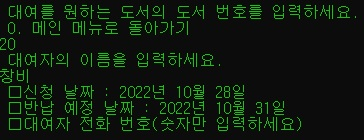 대여를 원하는 도서의 도서 번호를 입력하세요.
0. 메인 메뉴로 돌아가기
20
대여자의 이름을 입력하세요.
창비
□신청 날짜 : 2022년 10월 28일
□반납 예정 날짜 : 2022년 10월 31일
□대여자 전화 번호(숫자만 입력하세요)